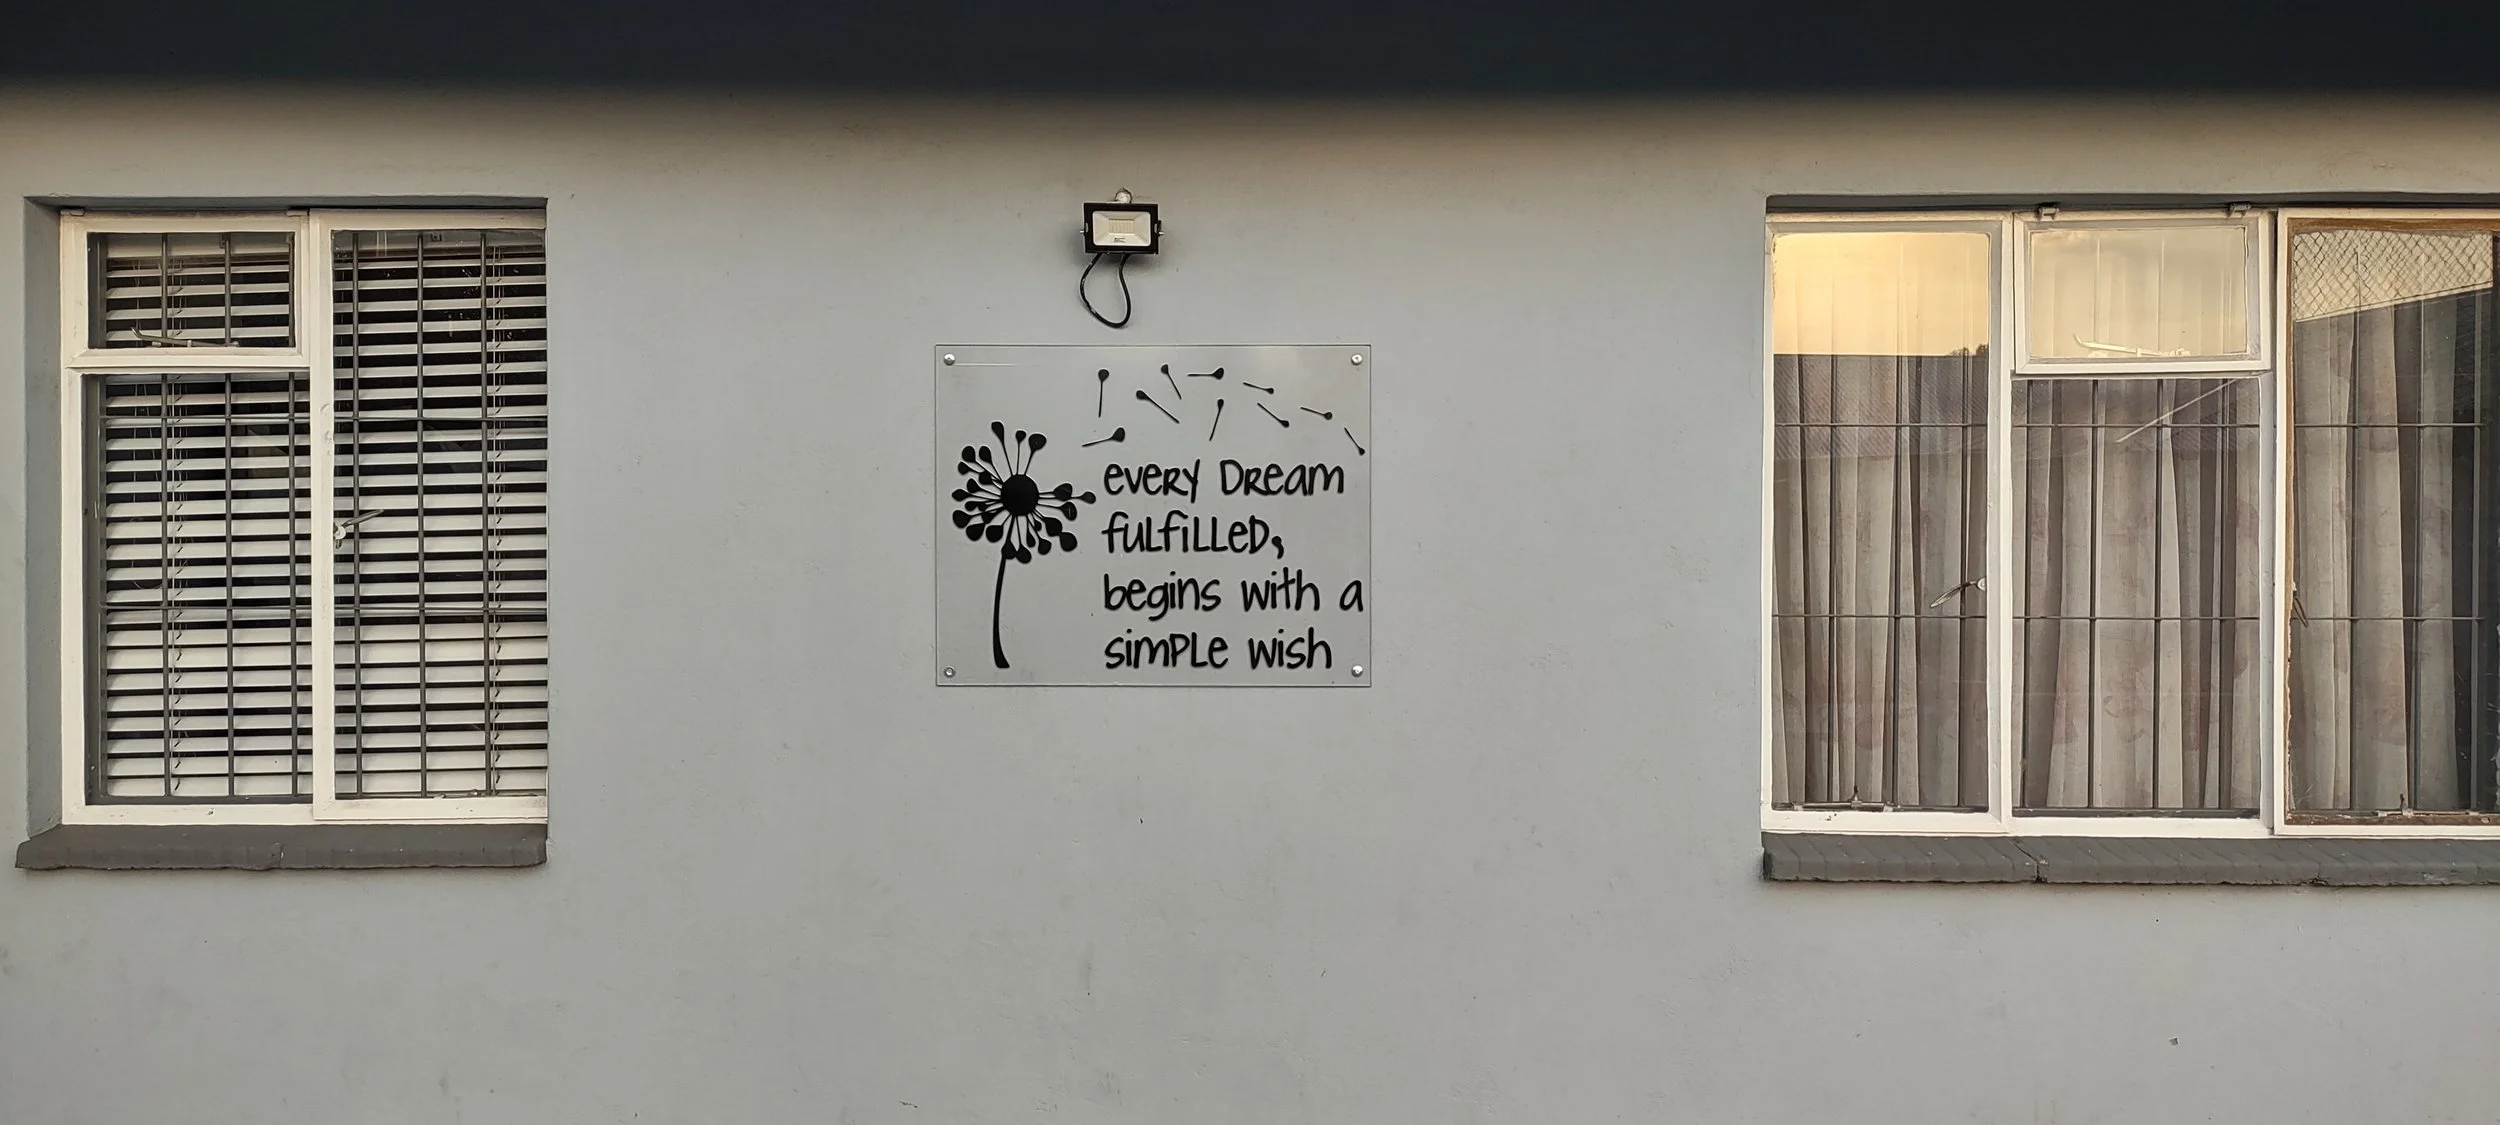 every Dream
fulfilled,
begins with a
simple wish